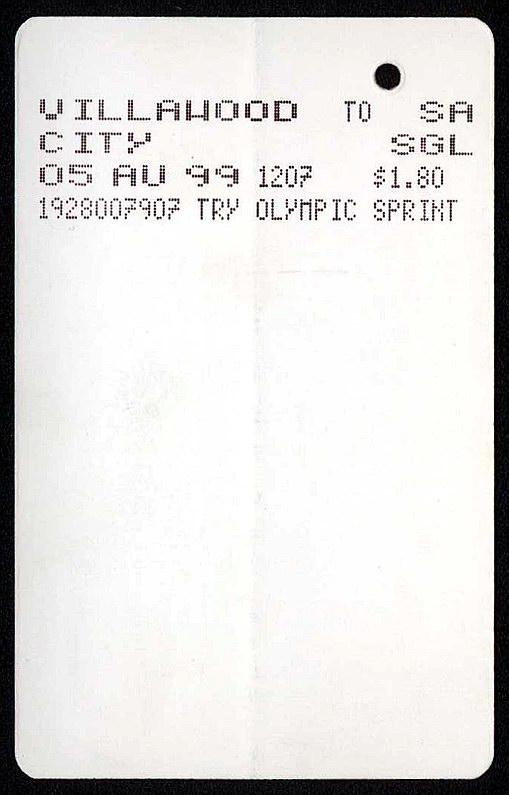 VILLAWOOD TO SA
CITY SGL
05 AU 99 1207 $1.80
1928007907 TRY OLYMPIC SPRINT